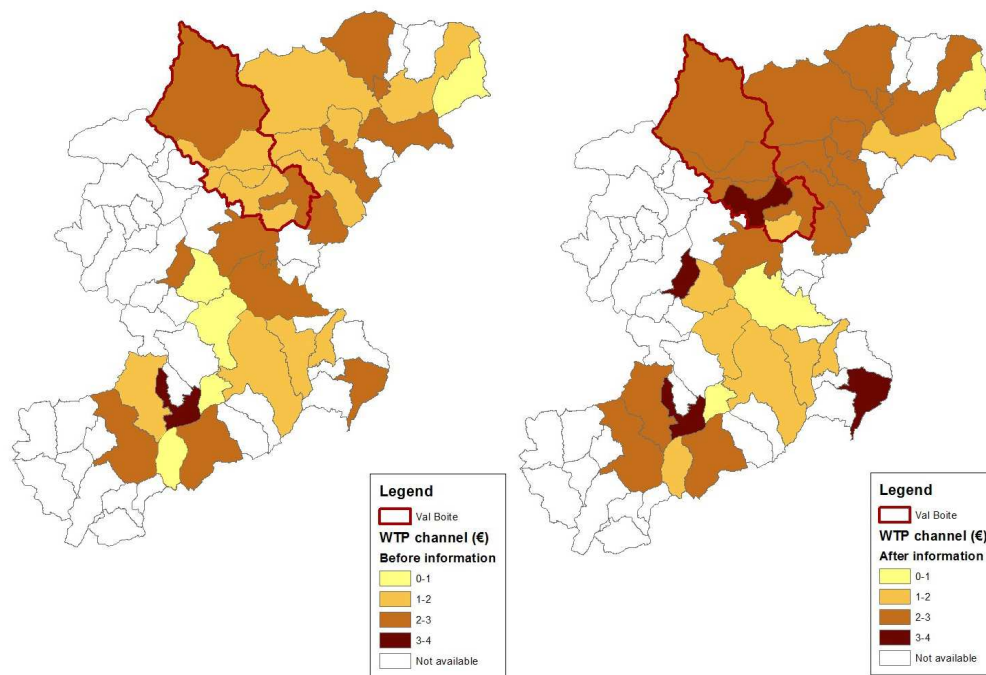 Legend
Val Boite
WTP channel (€)
Before information
0-1
1-2
2-3
3-4
Not available
Legend
Val Boite
WTP channel (€)
After information
0-1
1-2
2-3
3-4
Not available